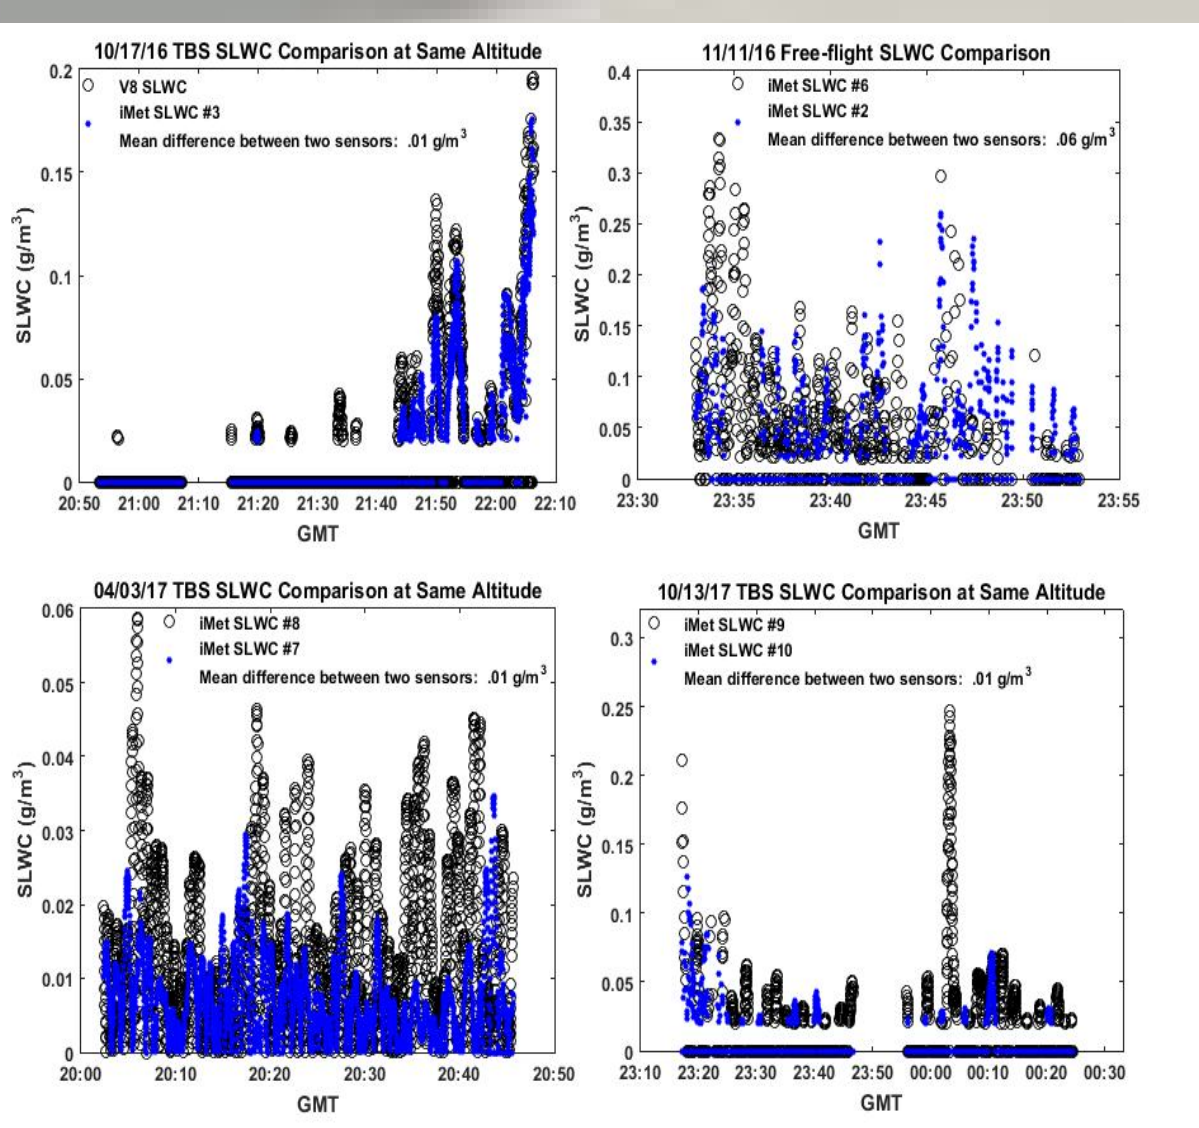 10/17/16 TBS SLWC Comparison at Same Altitude
0.2
0.15
0.1
0.05
0
SLWC (g/m³)
V8 SLWC
iMet SLWC #3
Mean difference between two sensors: .01 g/m³
20:50 21:00 21:10 21:20 21:30 21:40 21:50 22:00 22:10
GMT
11/11/16 Free-flight SLWC Comparison
0.4
0.35
0.3
0.25
0.2
0.15
0.1
0.05
0
SLWC (g/m³)
iMet SLWC #6
iMet SLWC #2
Mean difference between two sensors: .06 g/m³
23:30 23:35 23:40 23:45 23:50 23:55
GMT
04/03/17 TBS SLWC Comparison at Same Altitude
0.06
0.05
0.04
0.03
0.02
0.01
0
SLWC (g/m³)
iMet SLWC #8
iMet SLWC #7
Mean difference between two sensors: .01 g/m³
20:00 20:10 20:20 20:30 20:40 20:50
GMT
10/13/17 TBS SLWC Comparison at Same Altitude
0.3
0.25
0.2
0.15
0.1
0.05
0
SLWC (g/m³)
iMet SLWC #9
iMet SLWC #10
Mean difference between two sensors: .01 g/m³
23:10 23:20 23:30 23:40 23:50 00:00 00:10 00:20 00:30
GMT